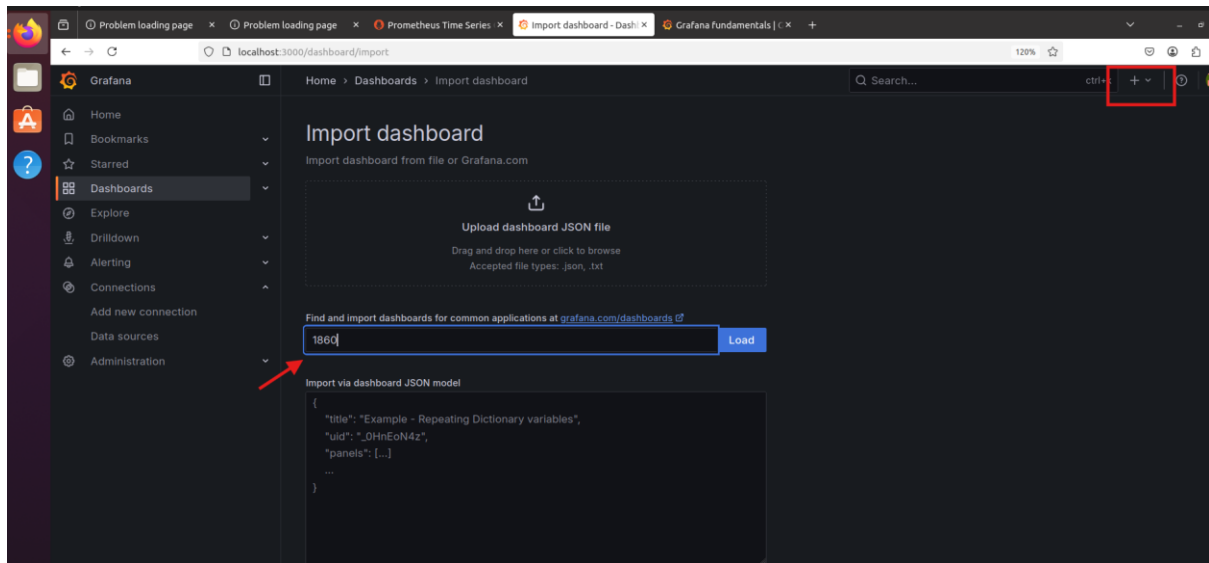 Problem loading page
Problem loading page
Prometheus Time Series
Import dashboard - Dash
Grafana fundamentals |
localhost:3000/dashboard/import
120%
Grafana
Home > Dashboards > Import dashboard
Search...
Home
Bookmarks
Starred
Dashboards
Explore
Drilldown
Alerting
Connections
Add new connection
Data sources
Administration
Import dashboard
Import dashboard from file or Grafana.com
Upload dashboard JSON file
Drag and drop here or click to browse
Accepted file types: .json, .txt
Find and import dashboards for common applications at grafana.com/dashboards
1860
Load
Import via dashboard JSON model
{
"title": "Example - Repeating Dictionary variables",
"uid": "_0HnEoN4z",
"panels": [...]
...
}